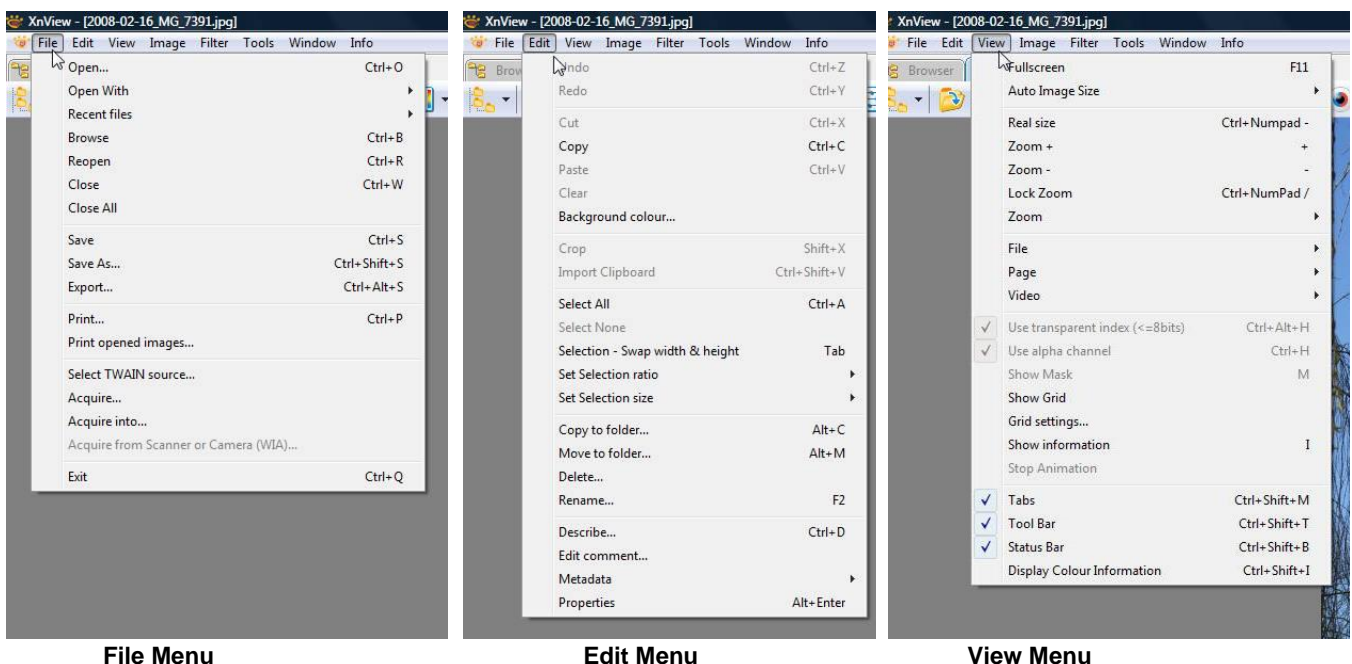 XnView - [2008-02-16_MG_7391.jpg]
File Edit View Image Filter Tools Window Info
Open... Ctrl+O
Open With
Recent files
Browse Ctrl+B
Reopen Ctrl+R
Close Ctrl+W
Close All
Save Ctrl+S
Save As... Ctrl+Shift+S
Export... Ctrl+Alt+S
Print... Ctrl+P
Print opened images...
Select TWAIN source...
Acquire...
Acquire into...
Acquire from Scanner or Camera (WIA)...
Exit Ctrl+Q
File Menu
XnView - [2008-02-16_MG_7391.jpg]
File Edit View Image Filter Tools Window Info
Brow
Undo Ctrl+Z
Redo Ctrl+Y
Cut Ctrl+X
Copy Ctrl+C
Paste Ctrl+V
Clear
Background colour...
Crop Shift+X
Import Clipboard Ctrl+Shift+V
Select All Ctrl+A
Select None
Selection - Swap width & height Tab
Set Selection ratio
Set Selection size
Copy to folder... Alt+C
Move to folder... Alt+M
Delete...
Rename... F2
Describe... Ctrl+D
Edit comment...
Metadata
Properties Alt+Enter
Edit Menu
XnView - [2008-02-16_MG_7391.jpg]
File Edit View Image Filter Tools Window Info
Browser
Fullscreen F11
Auto Image Size
Real size Ctrl+Numpad -
Zoom + +
Zoom - -
Lock Zoom Ctrl+NumPad /
Zoom
File
Page
Video
Use transparent index (<=8bits) Ctrl+Alt+H
Use alpha channel Ctrl+H
Show Mask M
Show Grid
Grid settings...
Show information I
Stop Animation
Tabs Ctrl+Shift+M
Tool Bar Ctrl+Shift+T
Status Bar Ctrl+Shift+B
Display Colour Information Ctrl+Shift+I
View Menu